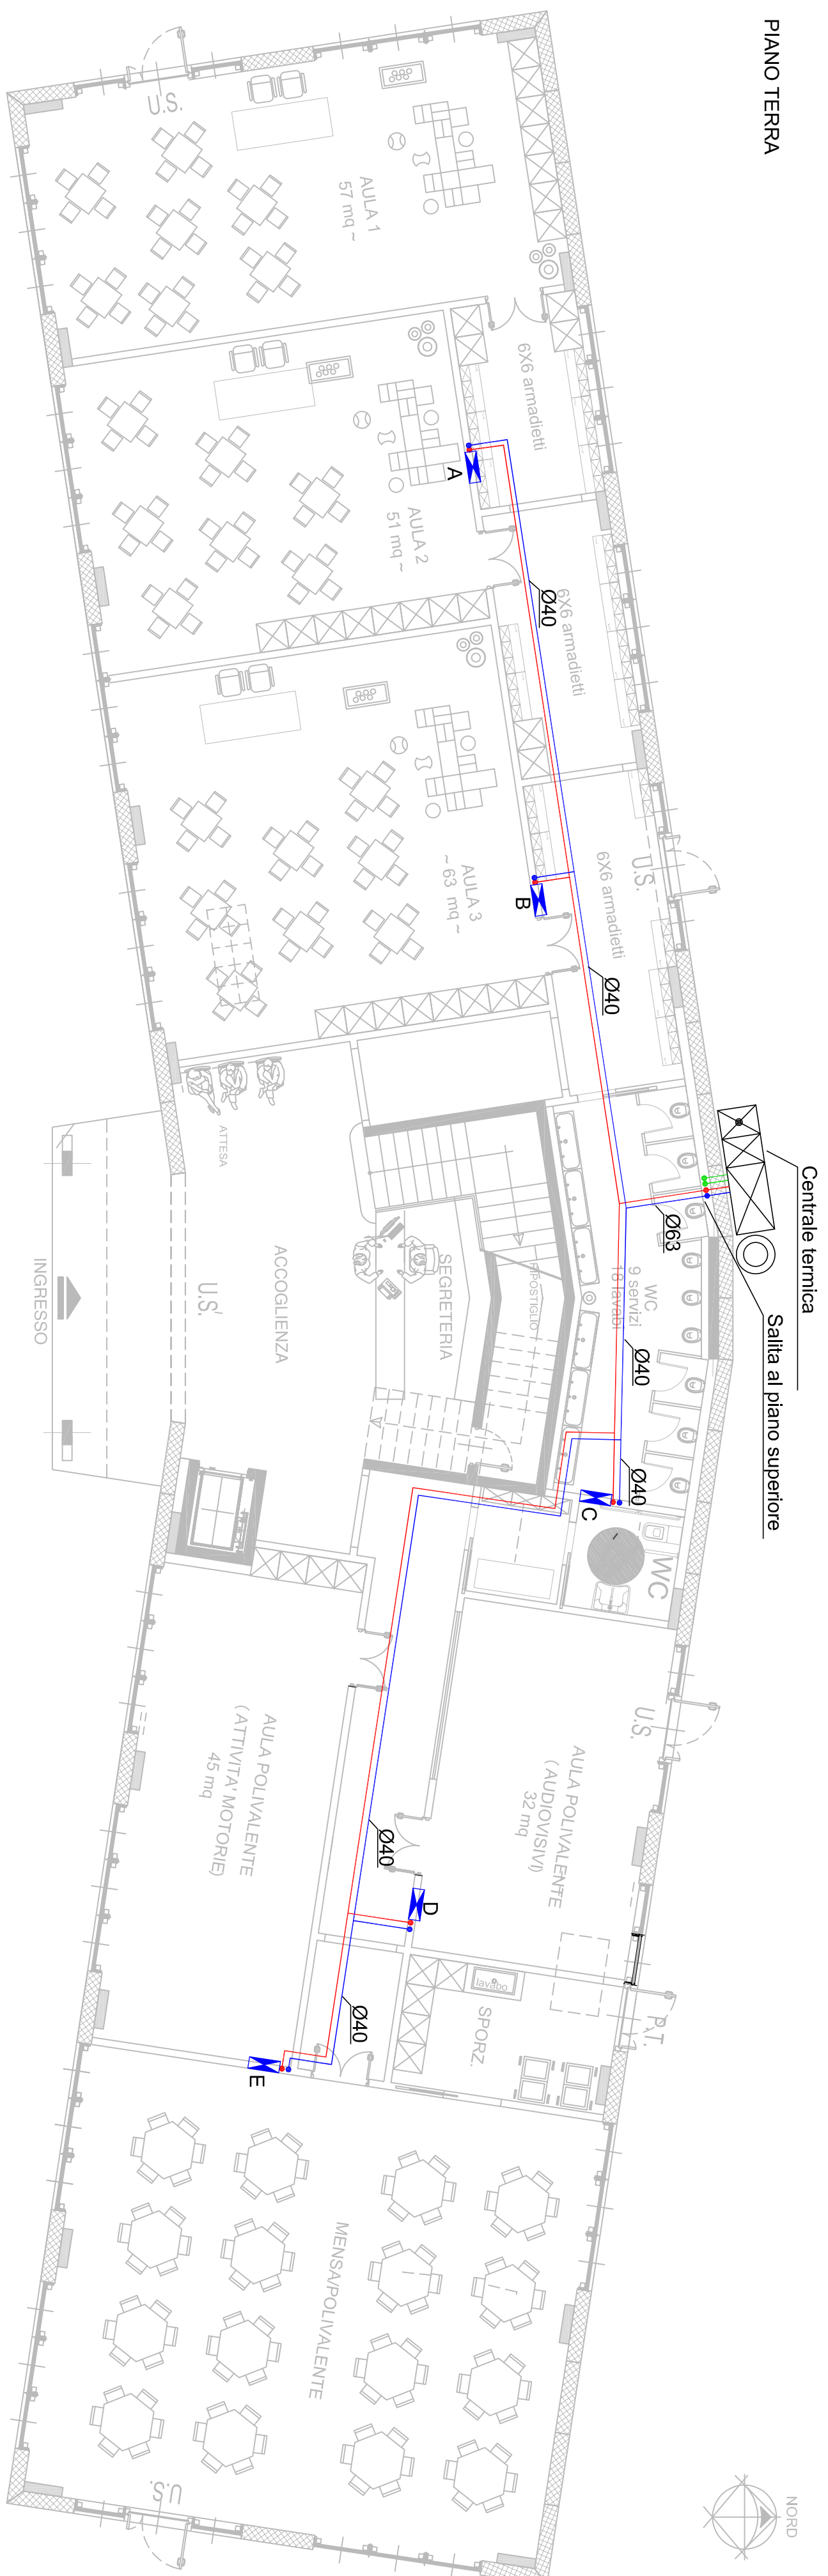 PIANO TERRA
U.S.
AULA 1
57 mq ~
6X6 armadietti
A
AULA 2
51 mq ~
Ø40
6X6 armadietti
B
AULA 3
~ 63 mq ~
6X6 armadietti
U.S.
Ø40
Centrale termica
Salita al piano superiore
Ø63
ATTESA
INGRESSO
U.S.
ACCOGLIENZA
SEGRETERIA
RIPOSTIGLIO
WC
9 servizi
18 lavabi
Ø40
Ø40
C
WC
U.S.
AULA POLIVALENTE
( ATTIVITA' MOTORIE)
45 mq
AULA POLIVALENTE
( AUDIOVISIVI)
32 mq
Ø40
D
lavabo
SPORZ.
P.T.
Ø40
E
MENSA/POLIVALENTE
U.S.
NORD